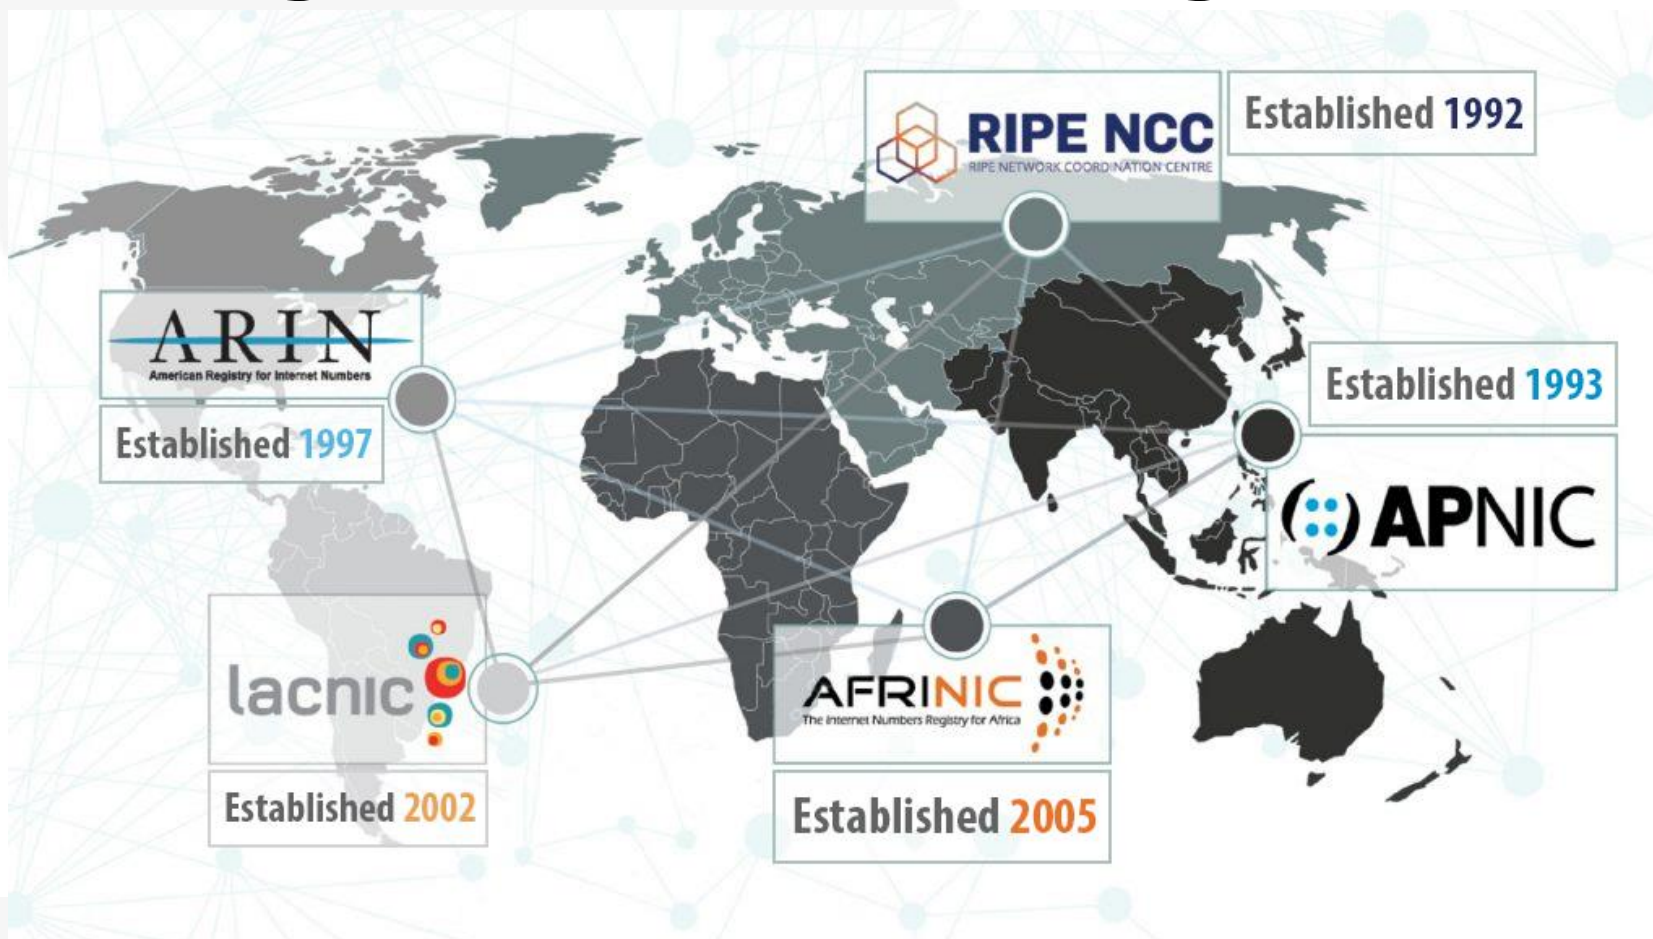 RIPE NCC
RIPE NETWORK COORDINATION CENTRE
Established 1992
ARIN
American Registry for Internet Numbers
Established 1997
Established 1993
APNIC
lacnic
Established 2002
AFRINIC
The Internet Numbers Registry for Africa
Established 2005